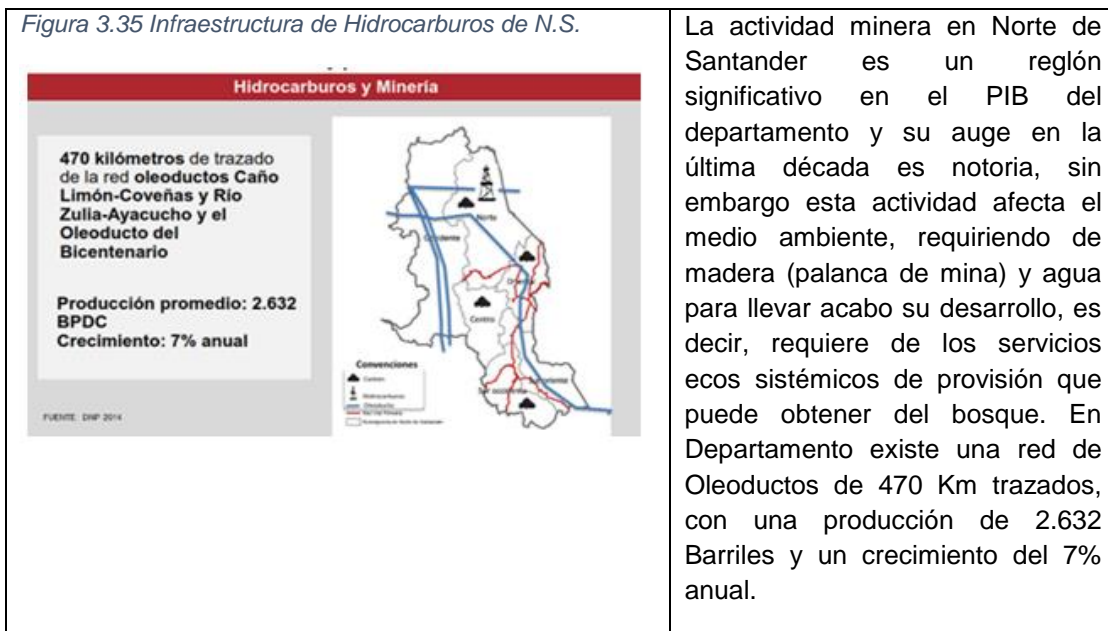 Figura 3.35 Infraestructura de Hidrocarburos de N.S.
Hidrocarburos y Minería
470 kilómetros de trazado
de la red oleoductos Caño
Limón-Coveñas y Río
Zulia-Ayacucho y el
Oleoducto del
Bicentenario
Producción promedio: 2.632
BPDC
Crecimiento: 7% anual
FUENTE: DNP 2014
Norte
Centro
Convenciones
Hidrocarburos
Oleoducto
La actividad minera en Norte de
Santander es un reglón
significativo en el PIB del
departamento y su auge en la
última década es notoria, sin
embargo esta actividad afecta el
medio ambiente, requiriendo de
madera (palanca de mina) y agua
para llevar acabo su desarrollo, es
decir, requiere de los servicios
ecos sistémicos de provisión que
puede obtener del bosque. En
Departamento existe una red de
Oleoductos de 470 Km trazados,
con una producción de 2.632
Barriles y un crecimiento del 7%
anual.